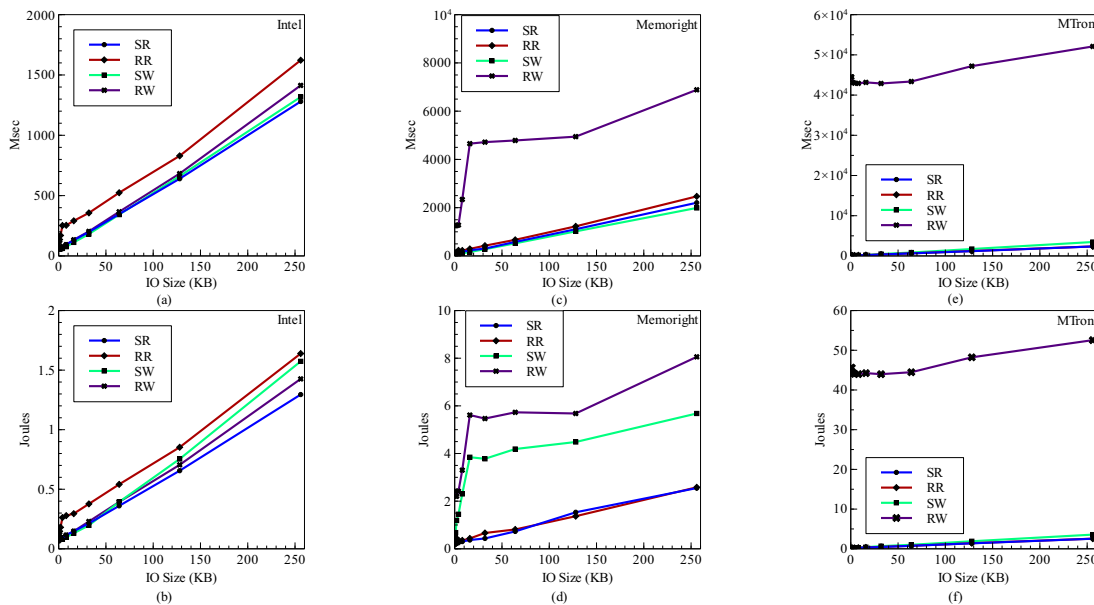 Intel
SR
RR
SW
RW
2000
1500
1000
500
0
Msec
0 50 100 150 200 250
IO Size (KB)
(a)
Memoright
SR
RR
SW
RW
10⁴
8000
6000
4000
2000
0
Msec
0 50 100 150 200 250
IO Size (KB)
(c)
MTron
6×10⁴
5×10⁴
4×10⁴
3×10⁴
2×10⁴
10⁴
0
Msec
SR
RR
SW
RW
0 50 100 150 200 250
IO Size (KB)
(e)
Intel
SR
RR
SW
RW
2
1.5
1
0.5
0
Joules
0 50 100 150 200 250
IO Size (KB)
(b)
Memoright
SR
RR
SW
RW
10
8
6
4
2
0
Joules
0 50 100 150 200 250
IO Size (KB)
(d)
MTron
60
50
40
30
20
10
0
Joules
SR
RR
SW
RW
0 50 100 150 200 250
IO Size (KB)
(f)